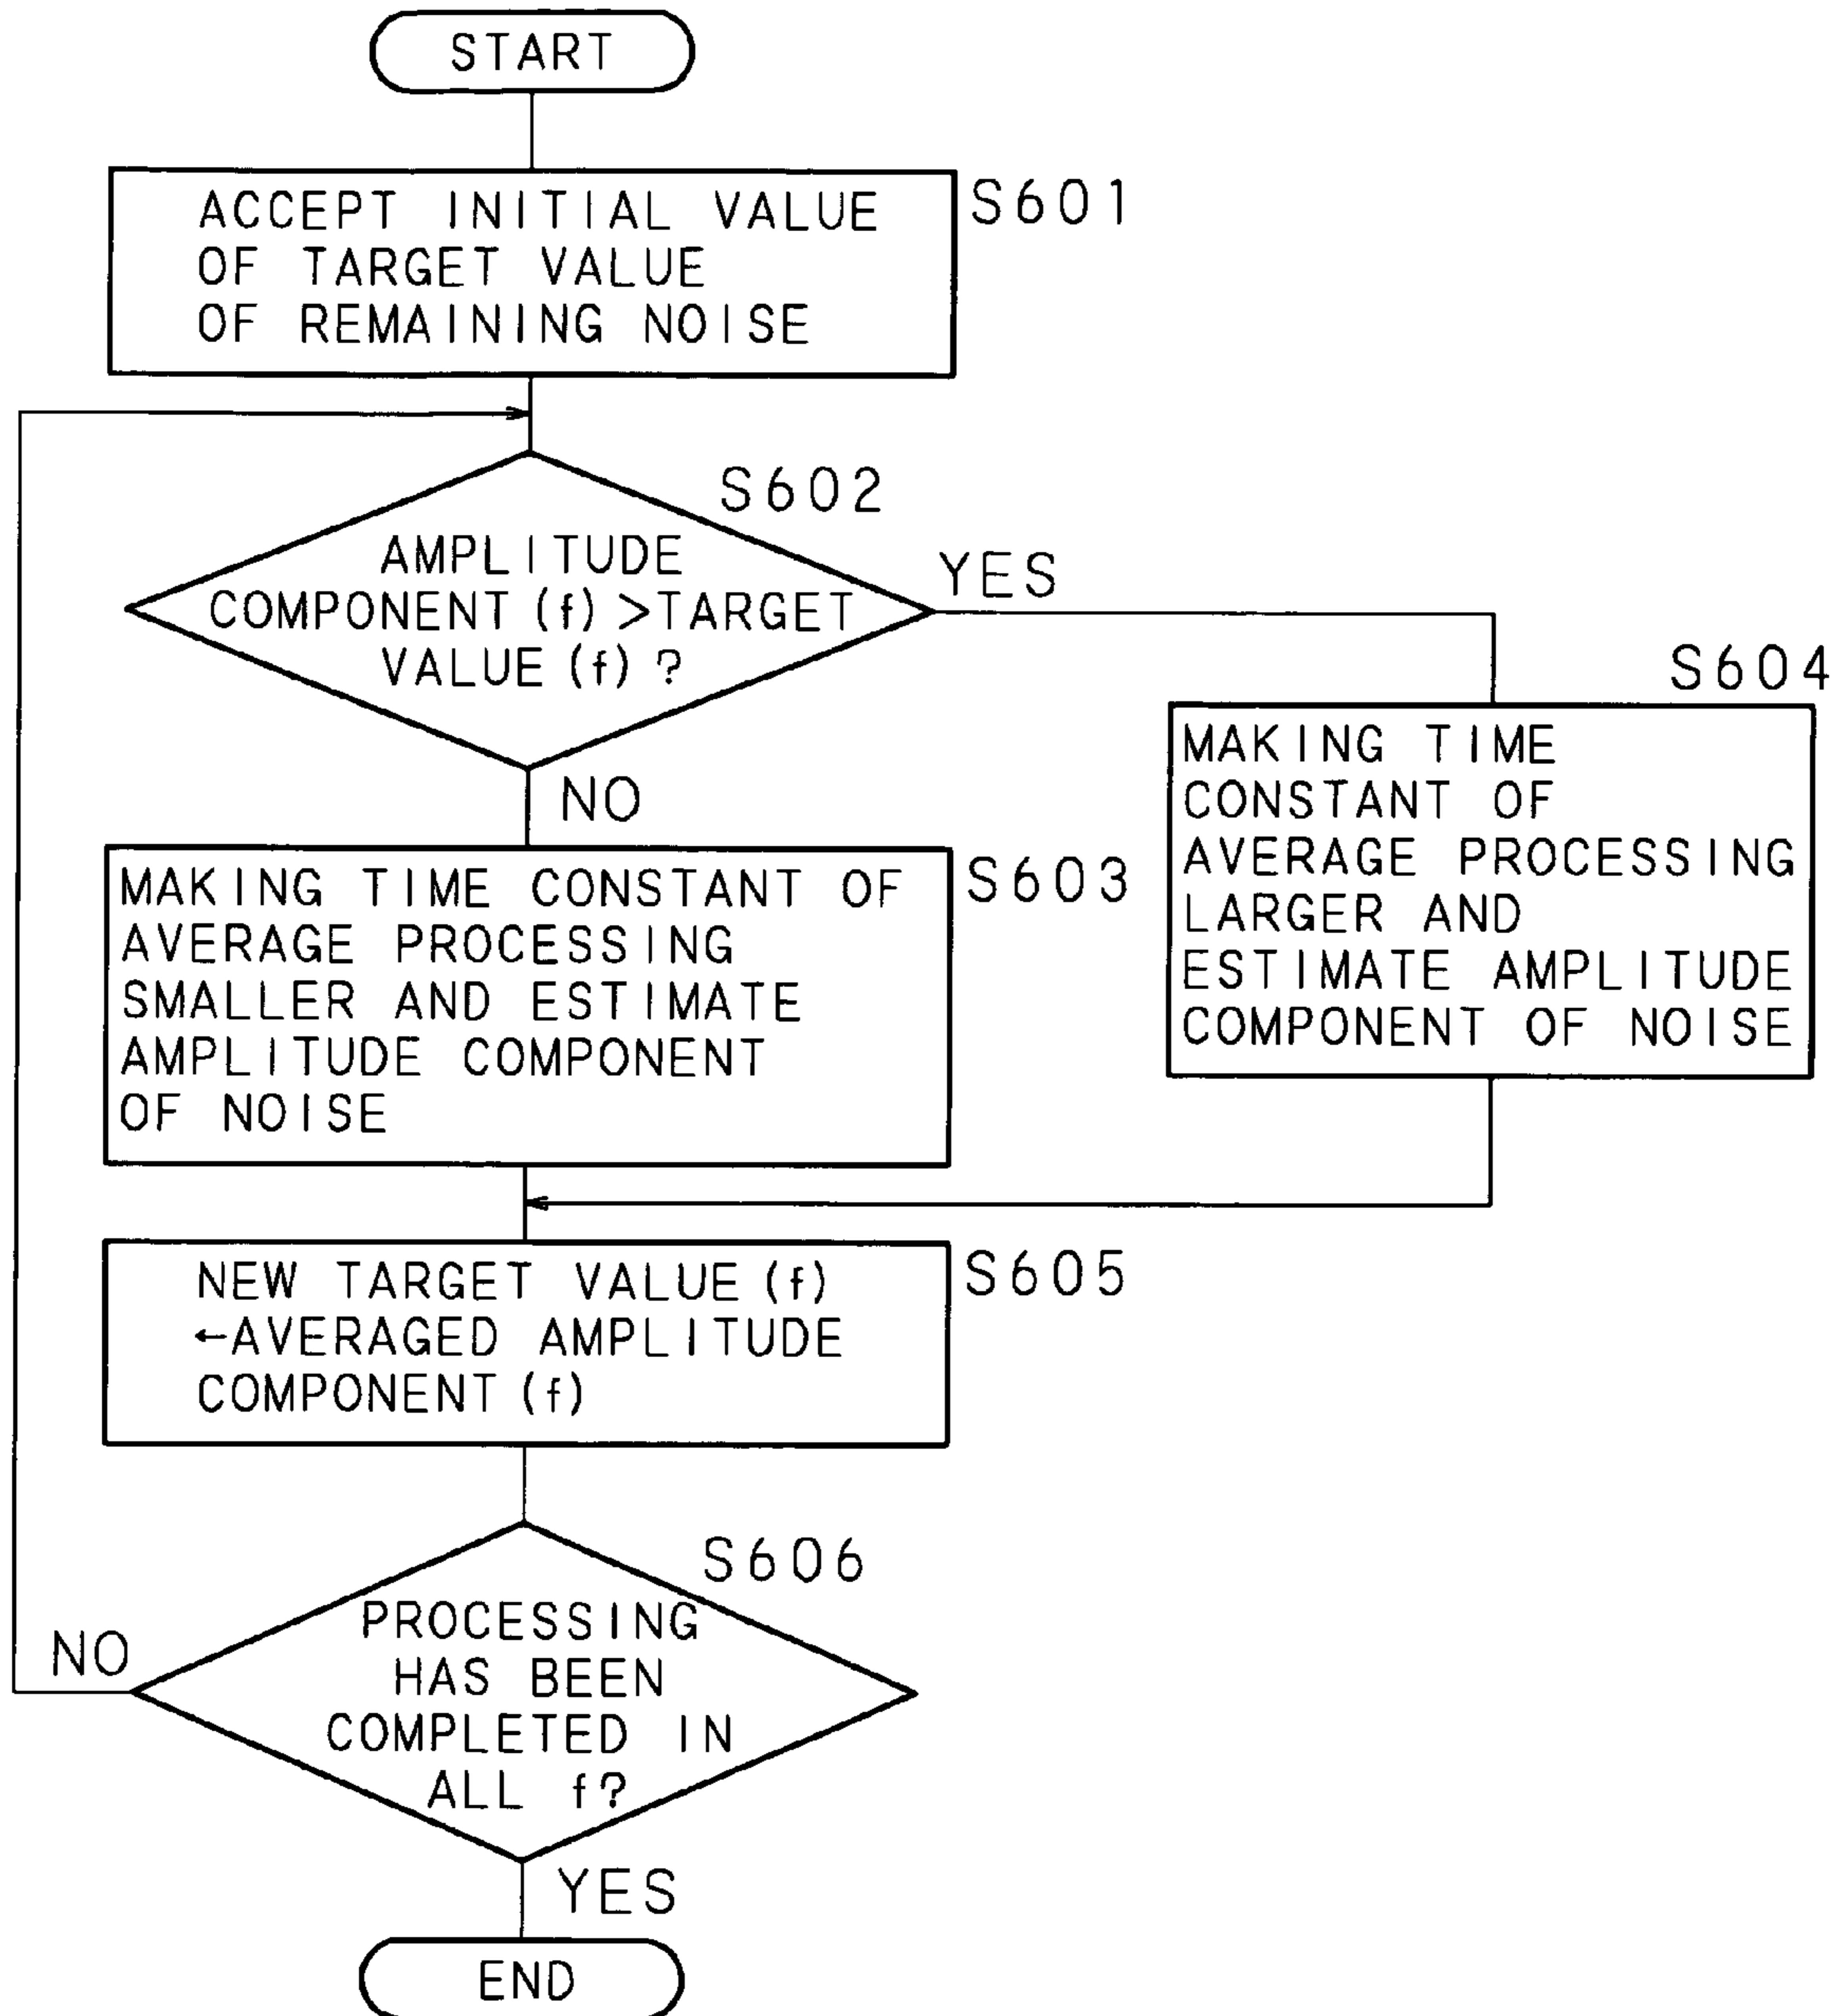 START
ACCEPT INITIAL VALUE
OF TARGET VALUE
OF REMAINING NOISE
S601
S602
AMPLITUDE
COMPONENT (f) >TARGET
VALUE (f) ?
YES
NO
S604
MAKING TIME
CONSTANT OF
AVERAGE PROCESSING
LARGER AND
ESTIMATE AMPLITUDE
COMPONENT OF NOISE
S603
MAKING TIME CONSTANT OF
AVERAGE PROCESSING
SMALLER AND ESTIMATE
AMPLITUDE COMPONENT
OF NOISE
S605
NEW TARGET VALUE (f)
←AVERAGED AMPLITUDE
COMPONENT (f)
S606
PROCESSING
HAS BEEN
COMPLETED IN
ALL f?
NO
YES
END